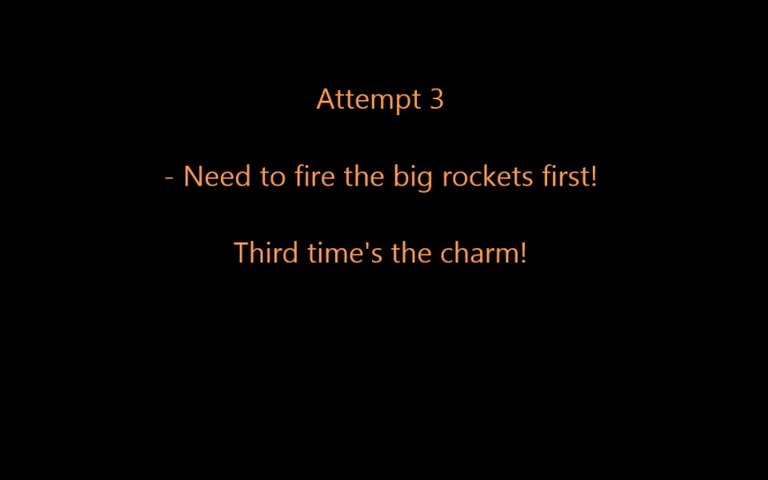 Attempt 3
- Need to fire the big rockets first!
Third time's the charm!